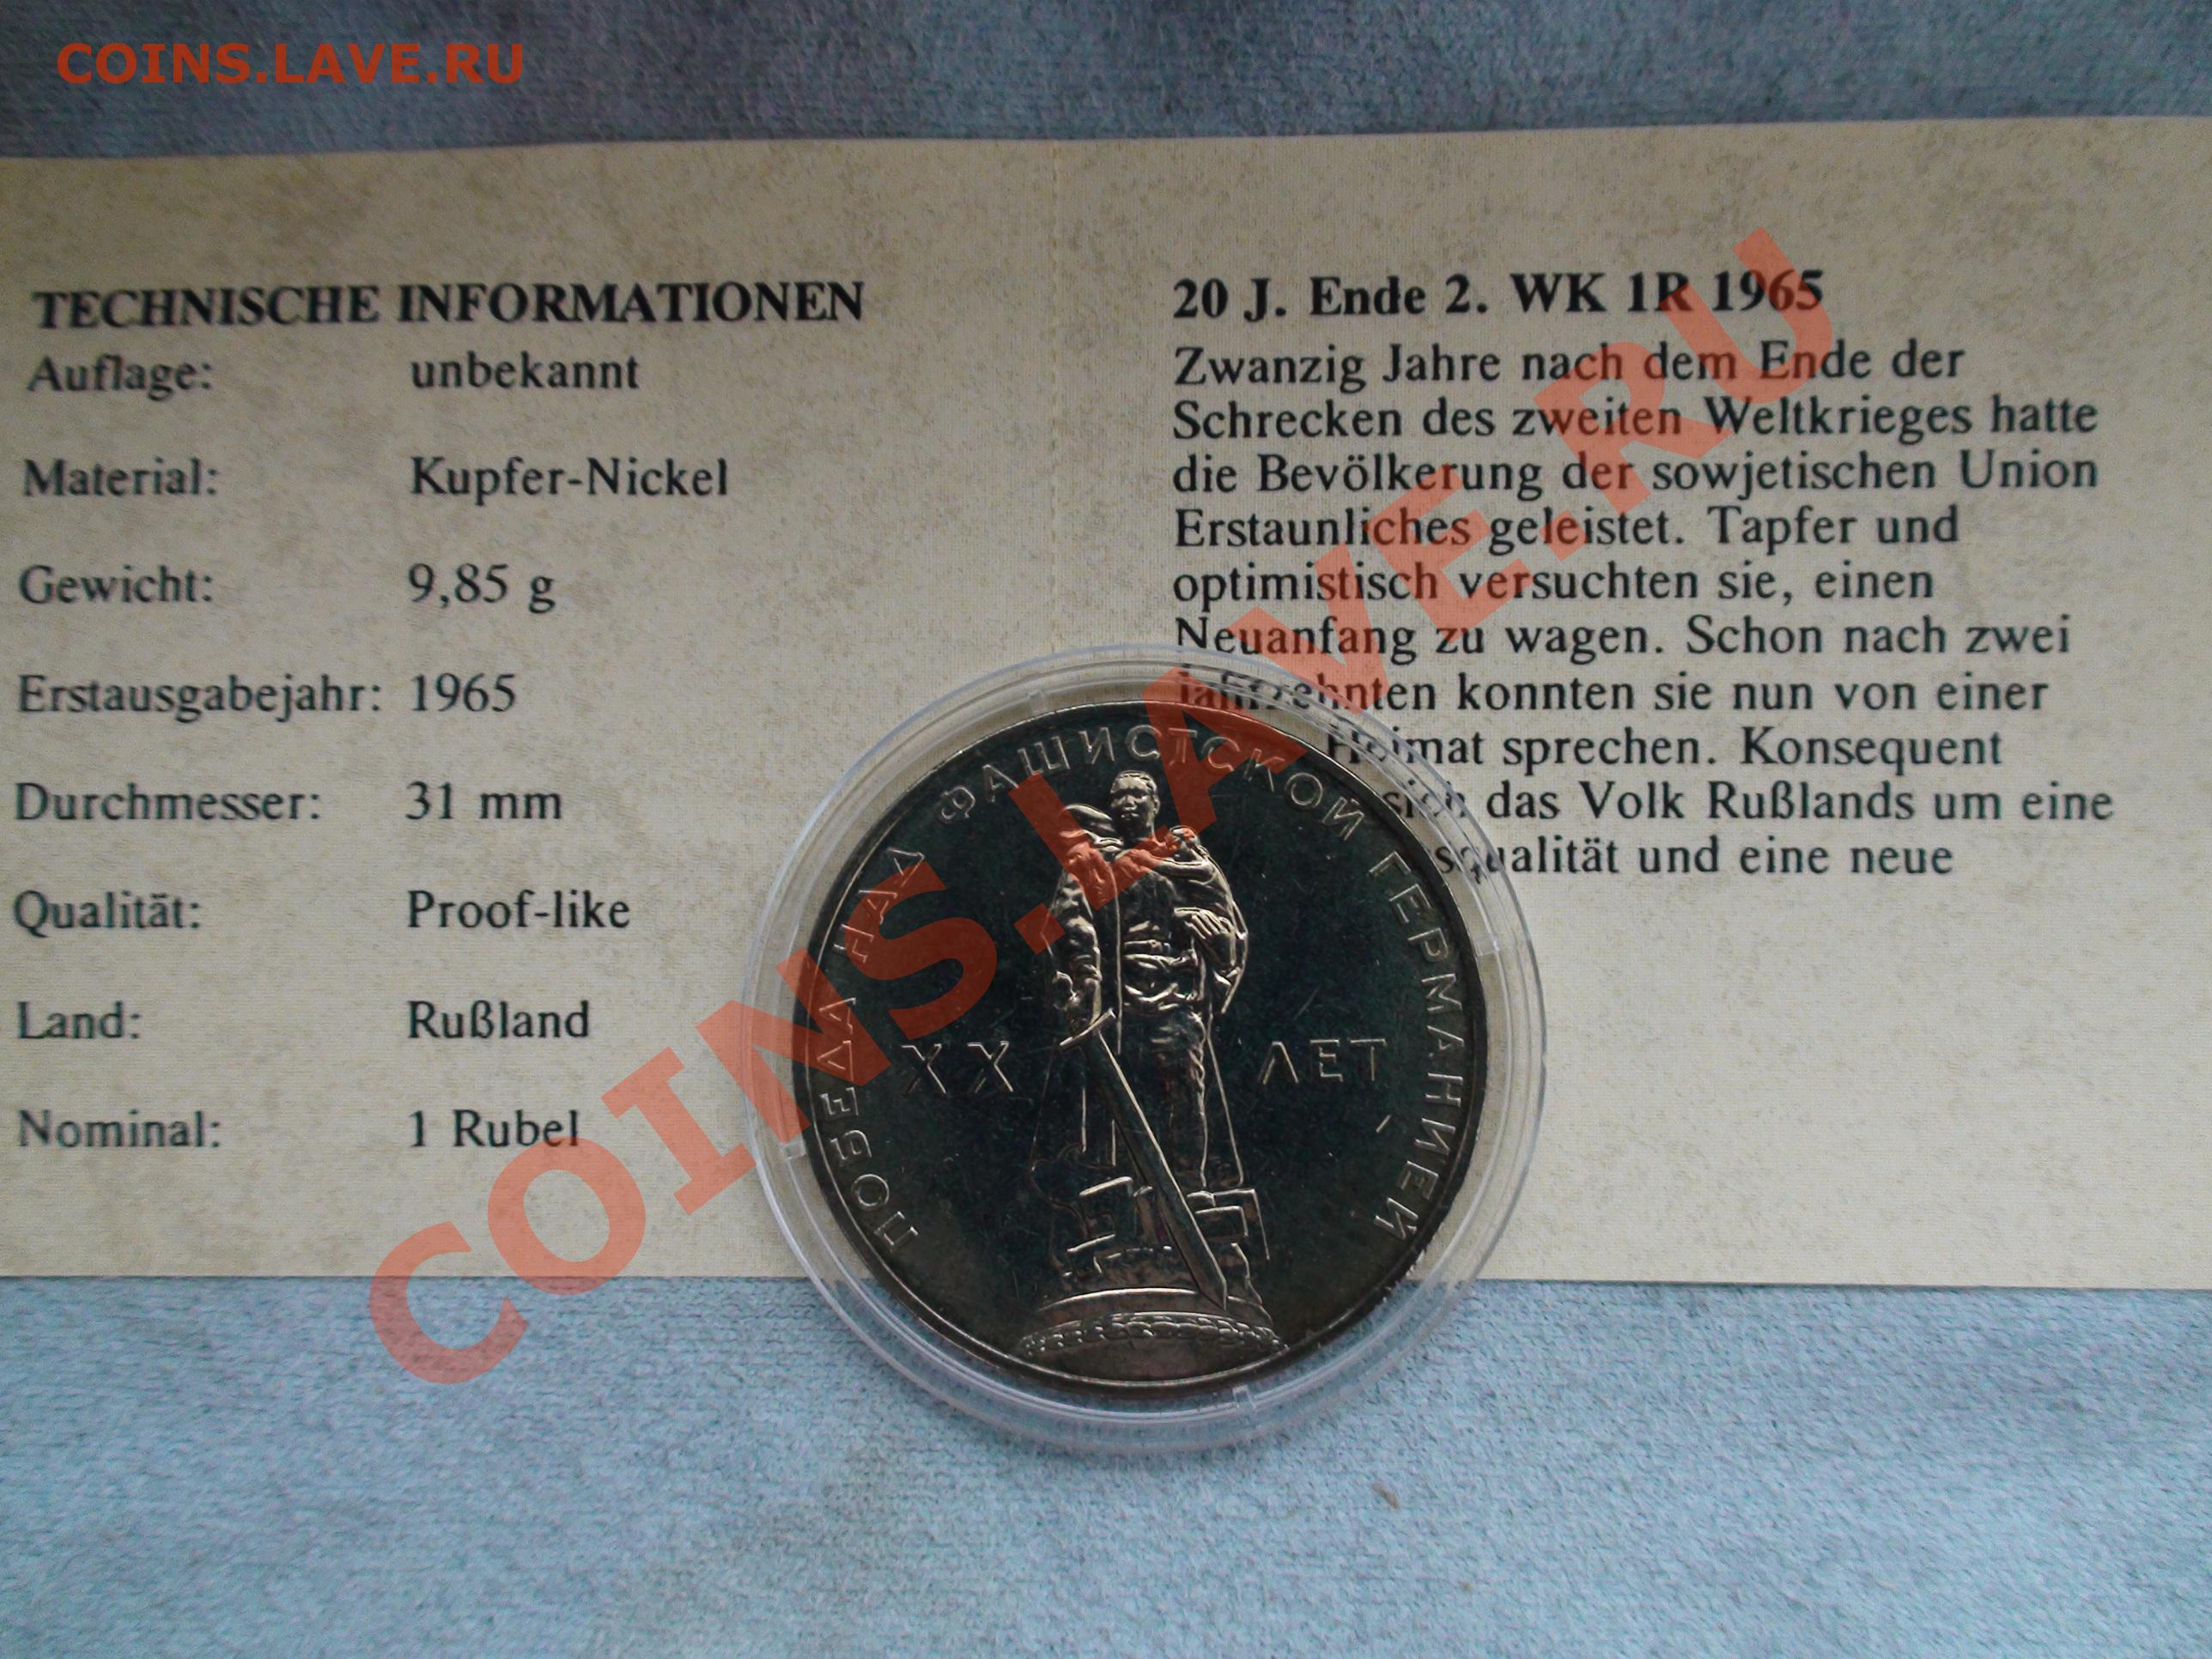 COINS.LAVE.RU
TECHNISCHE INFORMATIONEN
Auflage: unbekannt
Material: Kupfer-Nickel
Gewicht: 9,85 g
Erstausgabejahr: 1965
Durchmesser: 31 mm
Qualität: Proof-like
Land: Rußland
Nominal: 1 Rubel
20 J. Ende 2. WK 1R 1965
Zwanzig Jahre nach dem Ende der
Schrecken des zweiten Weltkrieges hatte
die Bevölkerung der sowjetischen Union
Erstaunliches geleistet. Tapfer und
optimistisch versuchten sie, einen
Neuanfang zu wagen. Schon nach zwei
Jahrzehnten konnten sie nun von einer
Heimat sprechen. Konsequent
sich das Volk Rußlands um eine
und eine neue
ПОБЕДА НАД ФАШИСТСКОЙ ГЕРМАНИЕЙ
XX ЛЕТ
COINS.LAVE.RU